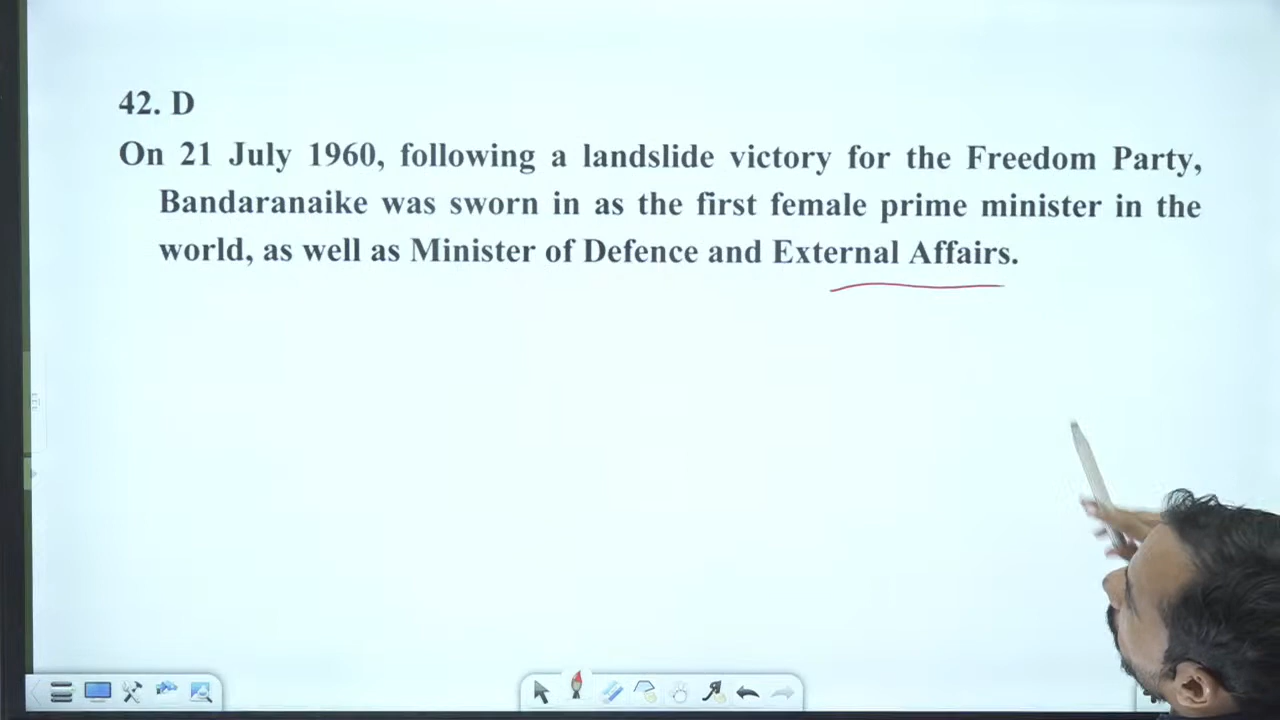 42. D
On 21 July 1960, following a landslide victory for the Freedom Party,
Bandaranaike was sworn in as the first female prime minister in the
world, as well as Minister of Defence and External Affairs.